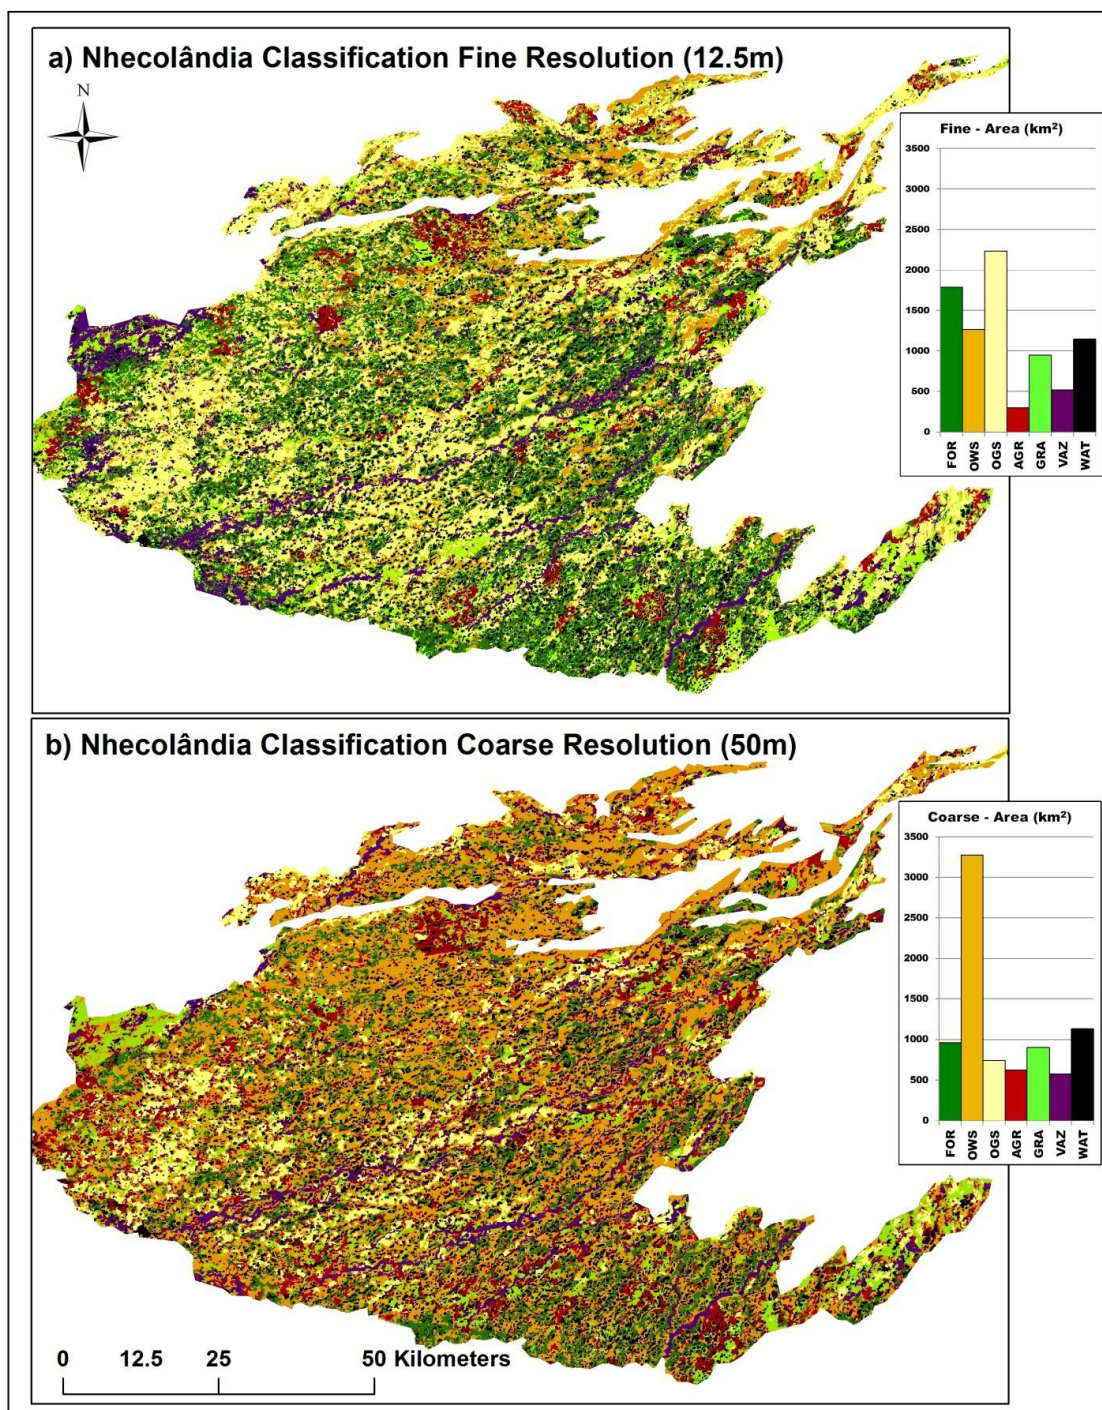 a) Nhecolândia Classification Fine Resolution (12.5m)
N
Fine - Area (km²)
3500
3000
2500
2000
1500
1000
500
0
FOR
OWS
OGS
AGR
GRA
VAZ
WAT
b) Nhecolândia Classification Coarse Resolution (50m)
Coarse - Area (km²)
3500
3000
2500
2000
1500
1000
500
0
FOR
OWS
OGS
AGR
GRA
VAZ
WAT
0 12.5 25 50 Kilometers